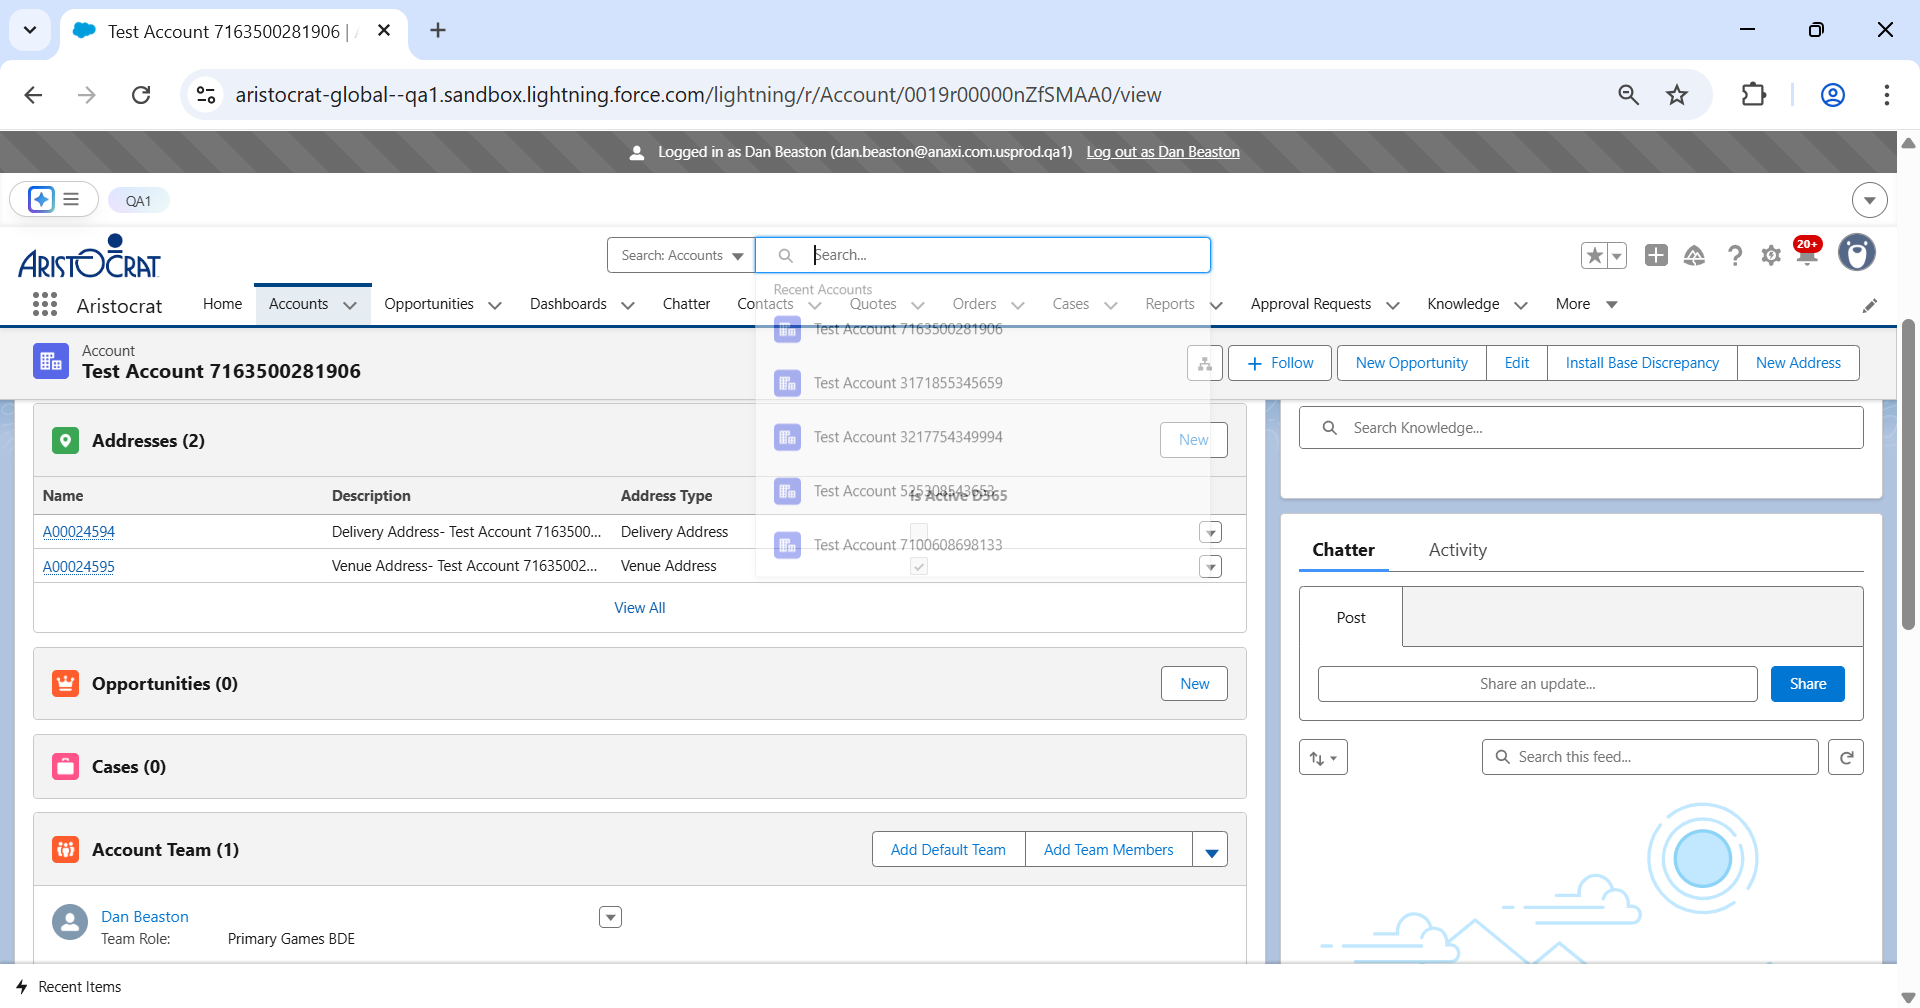 Test Account 7163500281906 |
aristocrat-global--qa1.sandbox.lightning.force.com/lightning/r/Account/0019r00000nZfSMAA0/view
Logged in as Dan Beaston (dan.beaston@anaxi.com.usprod.qa1) Log out as Dan Beaston
QA1
ARISTOCRAT
Search: Accounts
Search...
20+
Recent Accounts
Aristocrat
Home
Accounts
Opportunities
Dashboards
Chatter
Contacts
Quotes
Orders
Cases
Reports
Approval Requests
Knowledge
More
Test Account 7163500281906
Test Account 3171855345659
Test Account 3217754349994
Test Account 525308543653
Test Account 7100608698133
Account
Test Account 7163500281906
Follow
New Opportunity
Edit
Install Base Discrepancy
New Address
Addresses (2)
New
Name Description Address Type Is Active D365
A00024594 Delivery Address- Test Account 7163500... Delivery Address
A00024595 Venue Address- Test Account 71635002... Venue Address
View All
Opportunities (0)
New
Cases (0)
Account Team (1)
Add Default Team
Add Team Members
Dan Beaston
Team Role: Primary Games BDE
Search Knowledge...
Chatter
Activity
Post
Share an update...
Share
Search this feed...
Recent Items